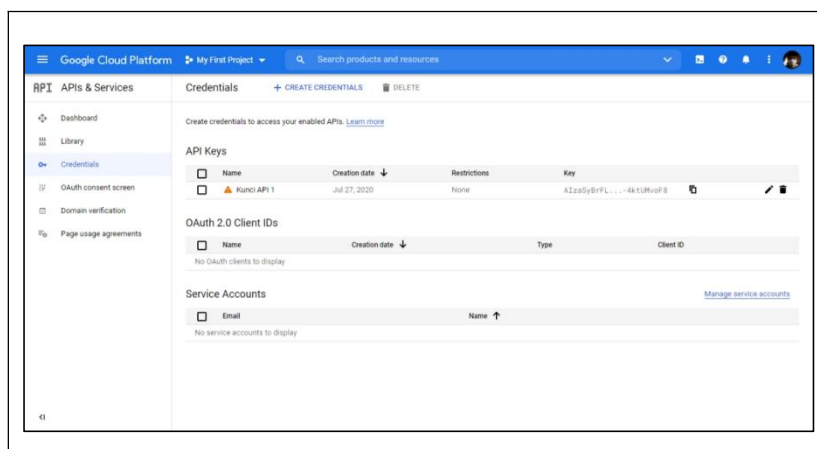 Google Cloud Platform My First Project Search products and resources
API APIs & Services
Credentials + CREATE CREDENTIALS DELETE
Dashboard
Library
Credentials
OAuth consent screen
Domain verification
Page usage agreements
Create credentials to access your enabled APIs. Learn more
API Keys
Name Creation date Restrictions Key
Kunci API 1 Jul 27, 2020 None
OAuth 2.0 Client IDs
Name Creation date Type Client ID
No OAuth clients to display
Service Accounts Manage service accounts
Email Name
No service accounts to display